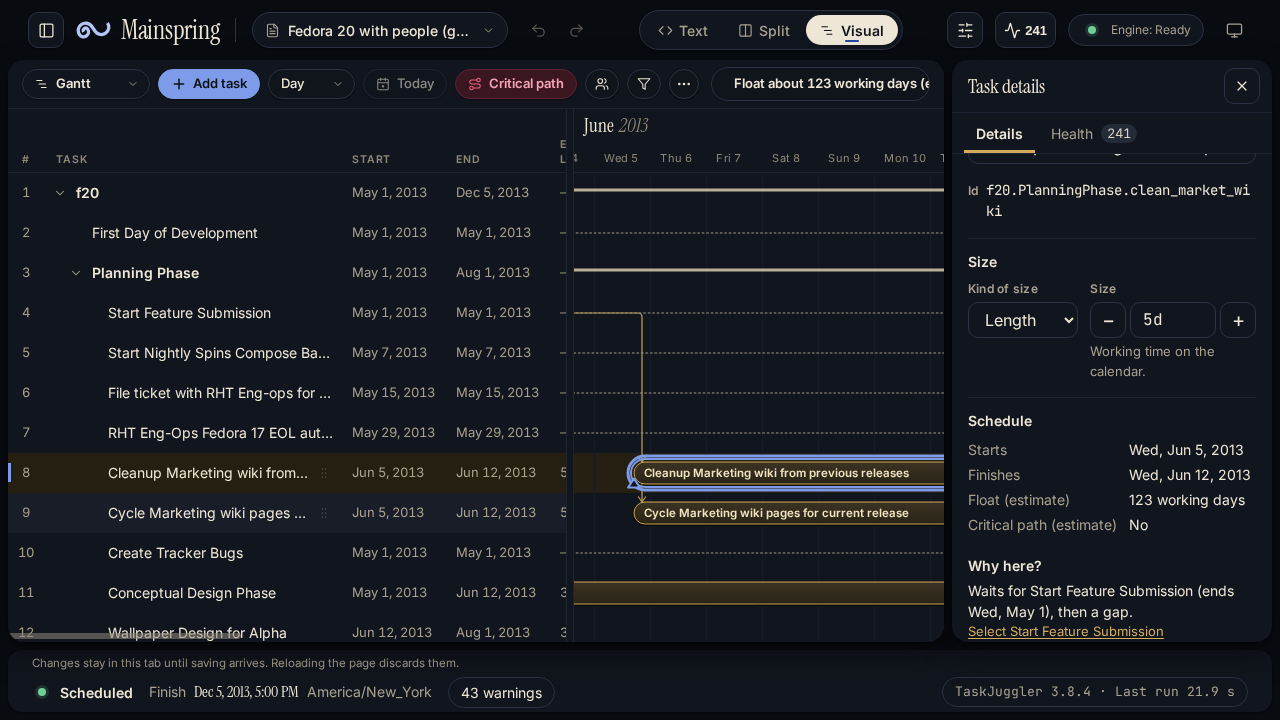 Mainspring
Fedora 20 with people (g...
Text
Split
Visual
241
Engine: Ready
Gantt
Add task
Day
Today
Critical path
Float about 123 working days (e
Task details
Details
Health 241
June 2013
# TASK START END
Wed 5 Thu 6 Fri 7 Sat 8 Sun 9 Mon 10
1 f20 May 1, 2013 Dec 5, 2013
2 First Day of Development May 1, 2013 May 1, 2013
3 Planning Phase May 1, 2013 Aug 1, 2013
4 Start Feature Submission May 1, 2013 May 1, 2013
5 Start Nightly Spins Compose Ba... May 7, 2013 May 7, 2013
6 File ticket with RHT Eng-ops for ... May 15, 2013 May 15, 2013
7 RHT Eng-Ops Fedora 17 EOL aut... May 29, 2013 May 29, 2013
8 Cleanup Marketing wiki from... Jun 5, 2013 Jun 12, 2013 5
Cleanup Marketing wiki from previous releases
9 Cycle Marketing wiki pages ... Jun 5, 2013 Jun 12, 2013 5
Cycle Marketing wiki pages for current release
10 Create Tracker Bugs May 1, 2013 May 1, 2013
11 Conceptual Design Phase May 1, 2013 Jun 12, 2013 3
12 Wallpaper Design for Alpha Jun 12, 2013 Aug 1, 2013 3
Id f20.PlanningPhase.clean_market_wi
ki
Size
Kind of size Size
Length − 5d +
Working time on the
calendar.
Schedule
Starts Wed, Jun 5, 2013
Finishes Wed, Jun 12, 2013
Float (estimate) 123 working days
Critical path (estimate) No
Why here?
Waits for Start Feature Submission (ends
Wed, May 1), then a gap.
Select Start Feature Submission
Changes stay in this tab until saving arrives. Reloading the page discards them.
Scheduled Finish Dec 5, 2013, 5:00 PM America/New_York 43 warnings
TaskJuggler 3.8.4 · Last run 21.9 s